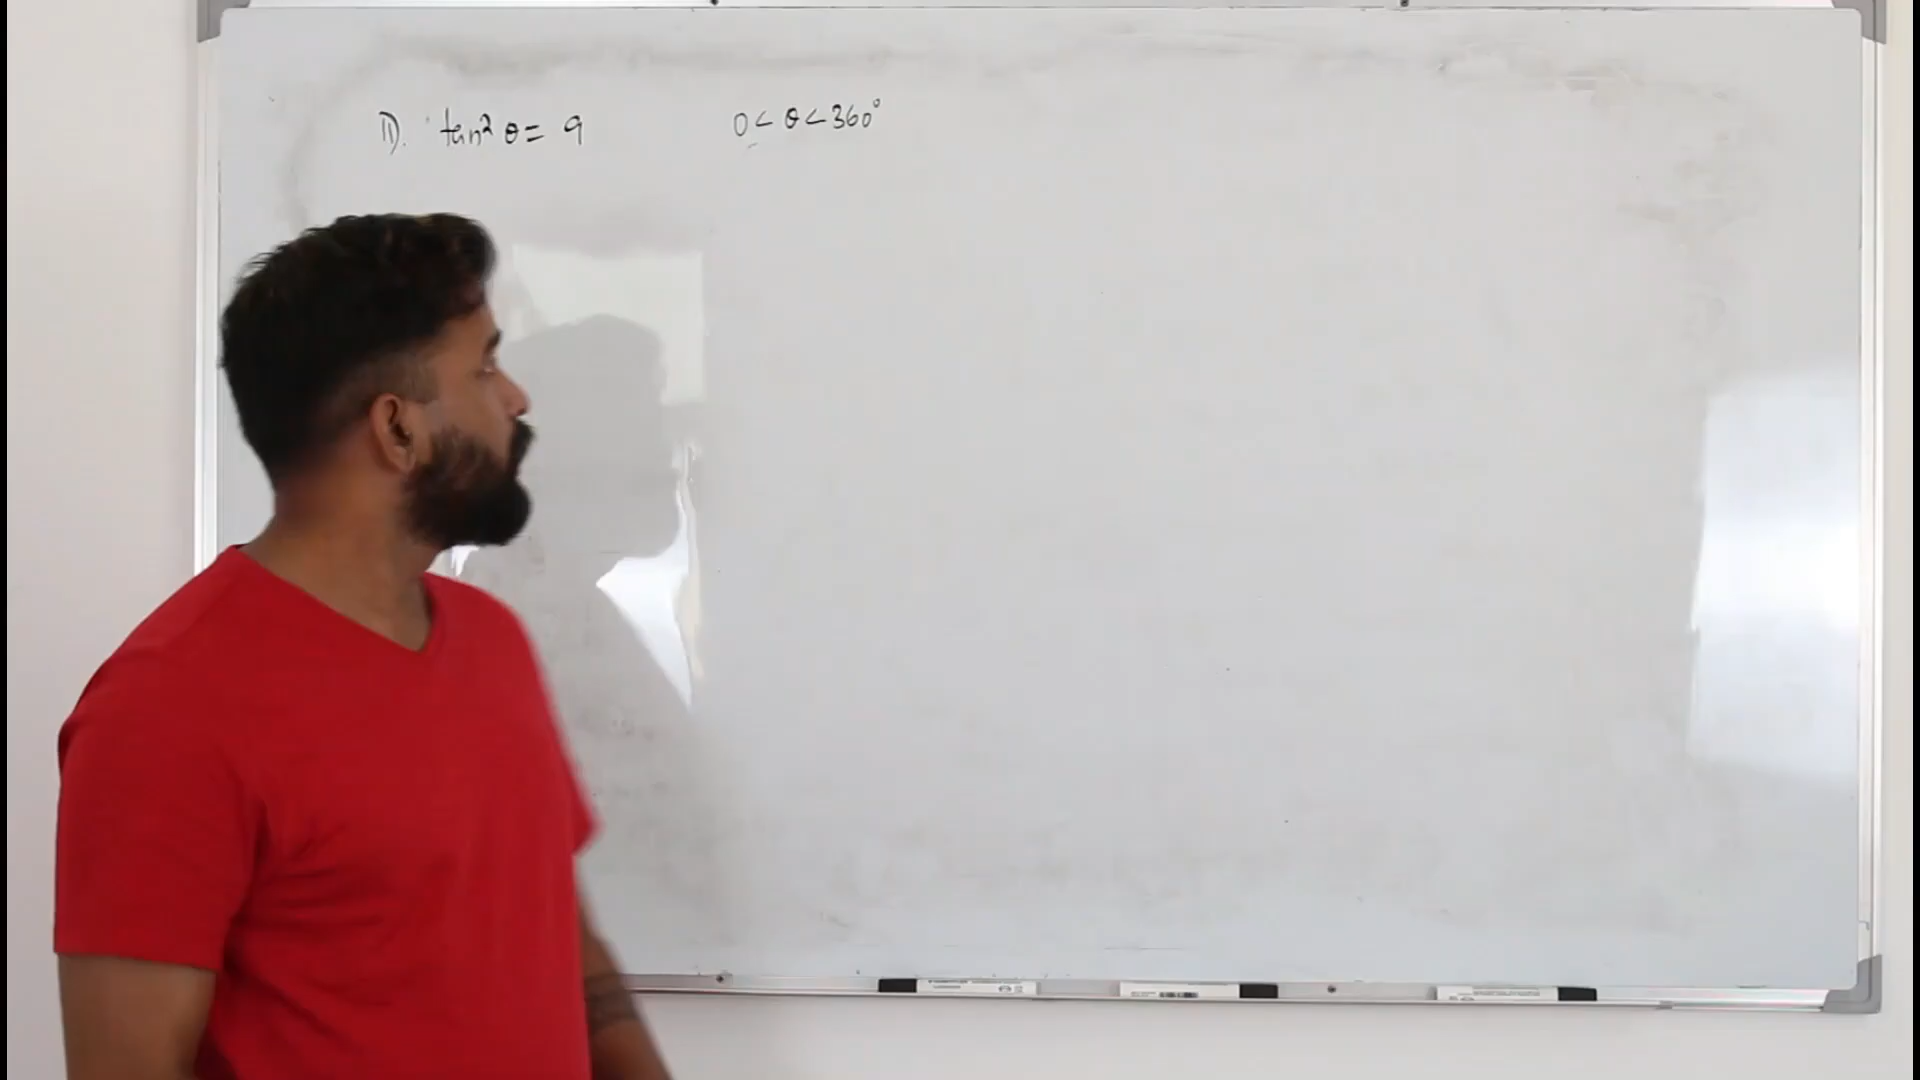 11). tan² θ = 9 0 < θ < 360°